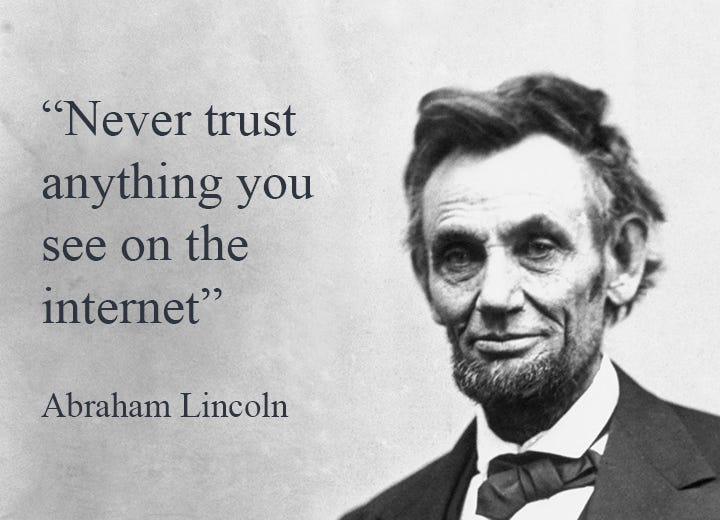 “Never trust
anything you
see on the
internet”
Abraham Lincoln